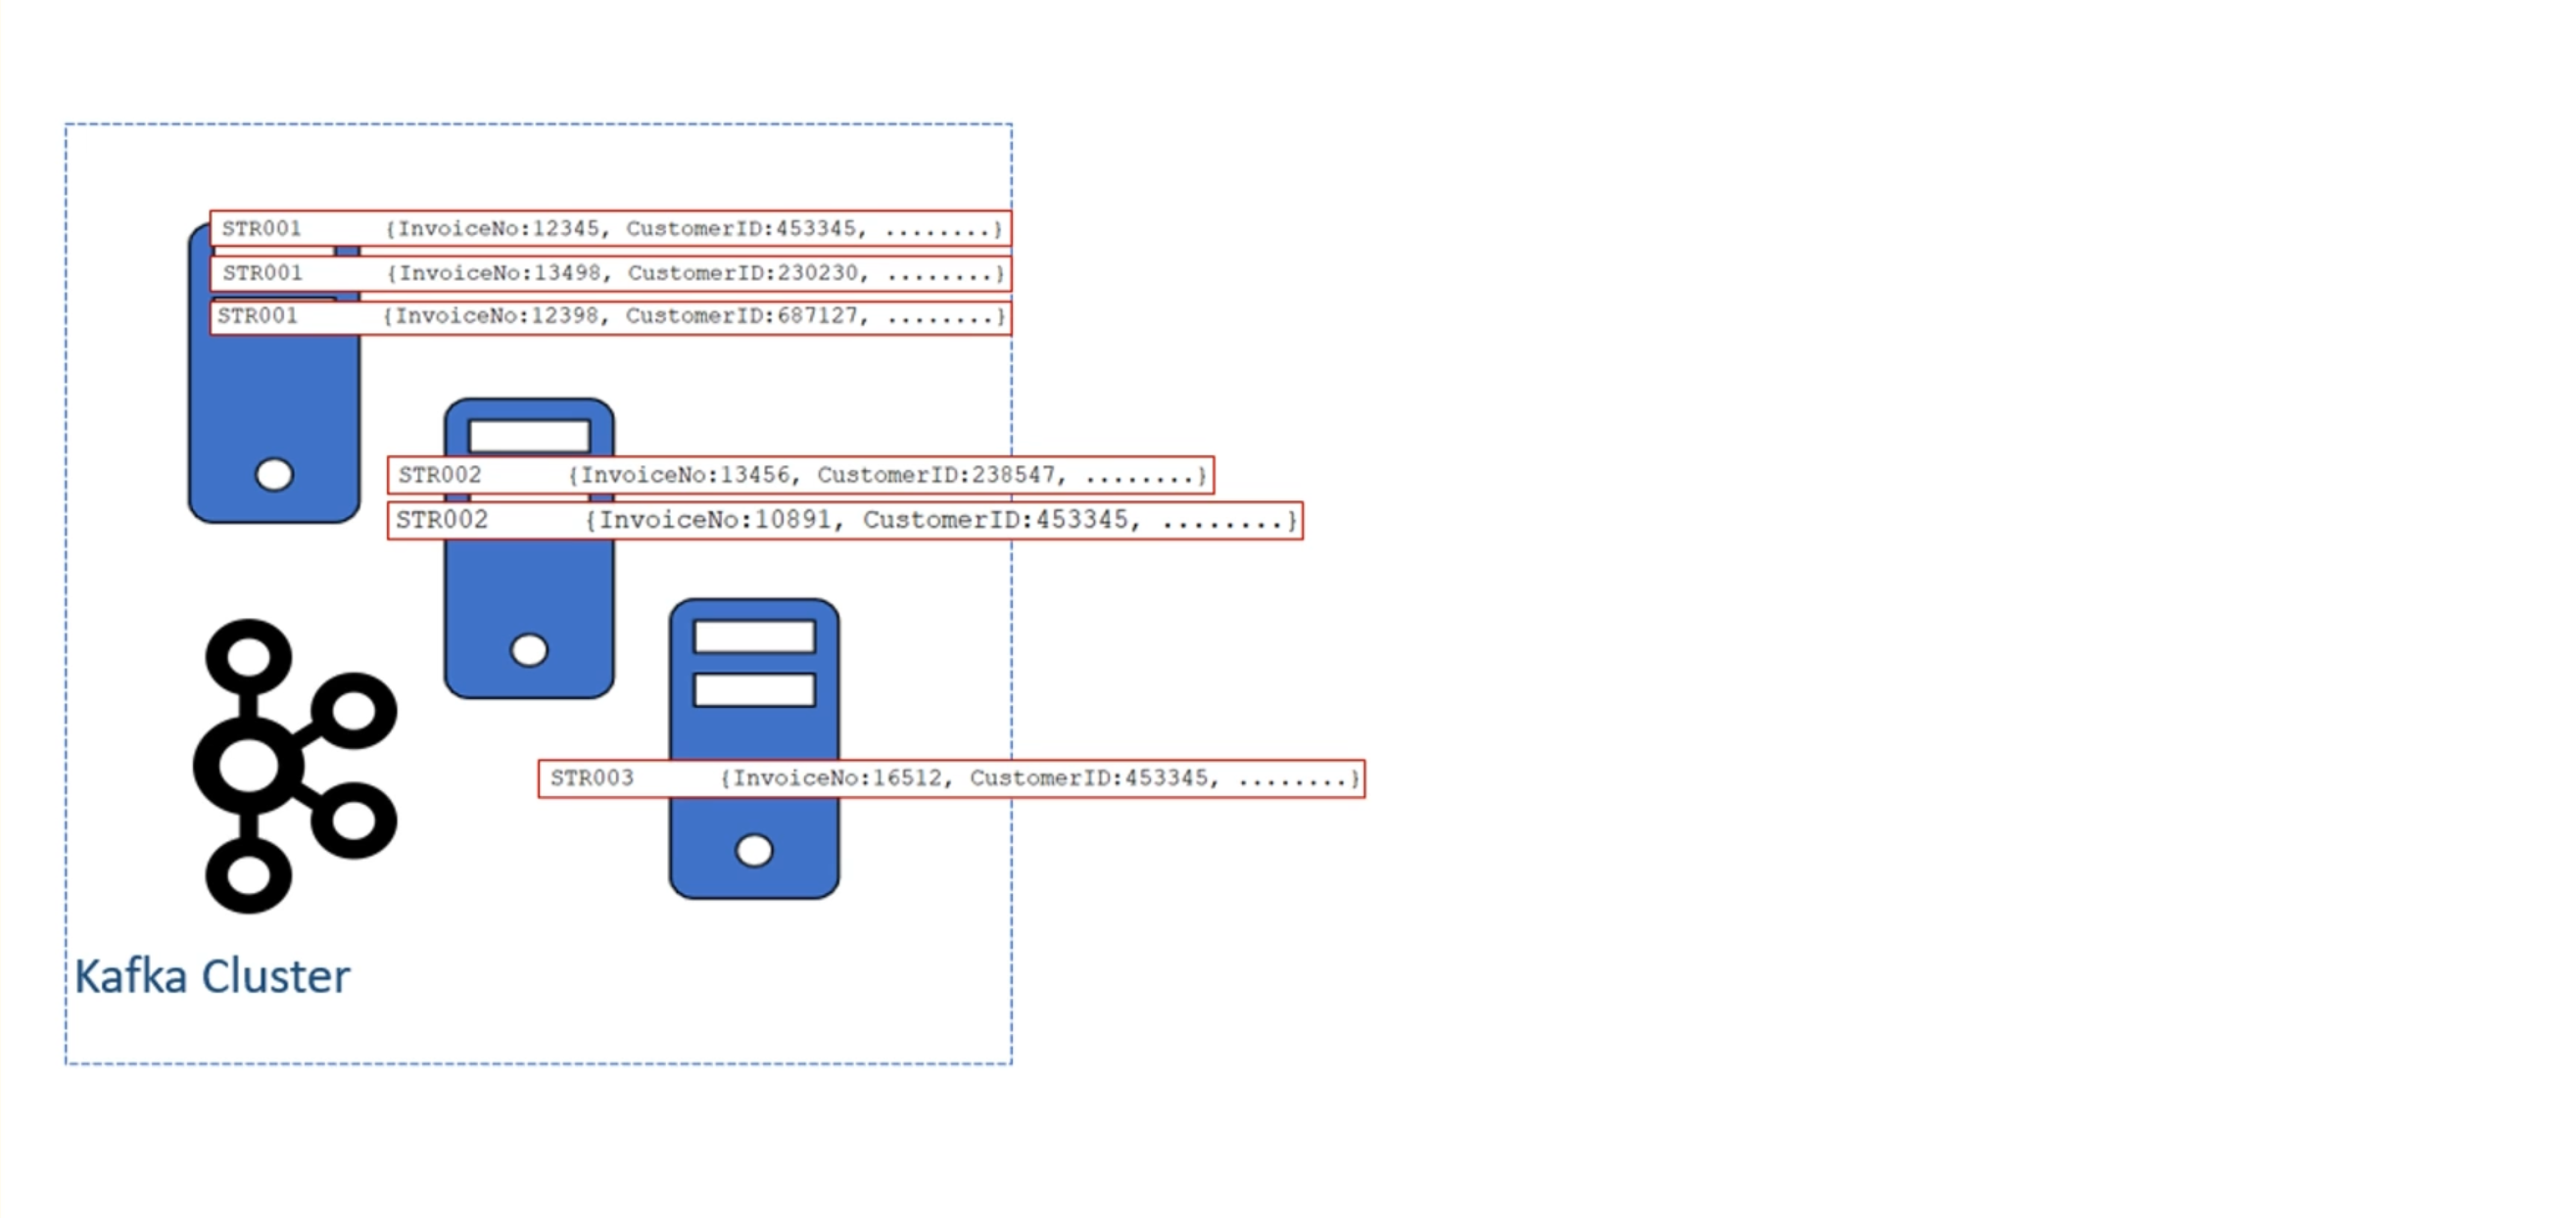 STR001 {InvoiceNo:12345, CustomerID:453345, ........}
STR001 {InvoiceNo:13498, CustomerID:230230, ........}
STR001 {InvoiceNo:12398, CustomerID:687127, ........}
STR002 {InvoiceNo:13456, CustomerID:238547, ........}
STR002 {InvoiceNo:10891, CustomerID:453345, ........}
STR003 {InvoiceNo:16512, CustomerID:453345, ........}
Kafka Cluster